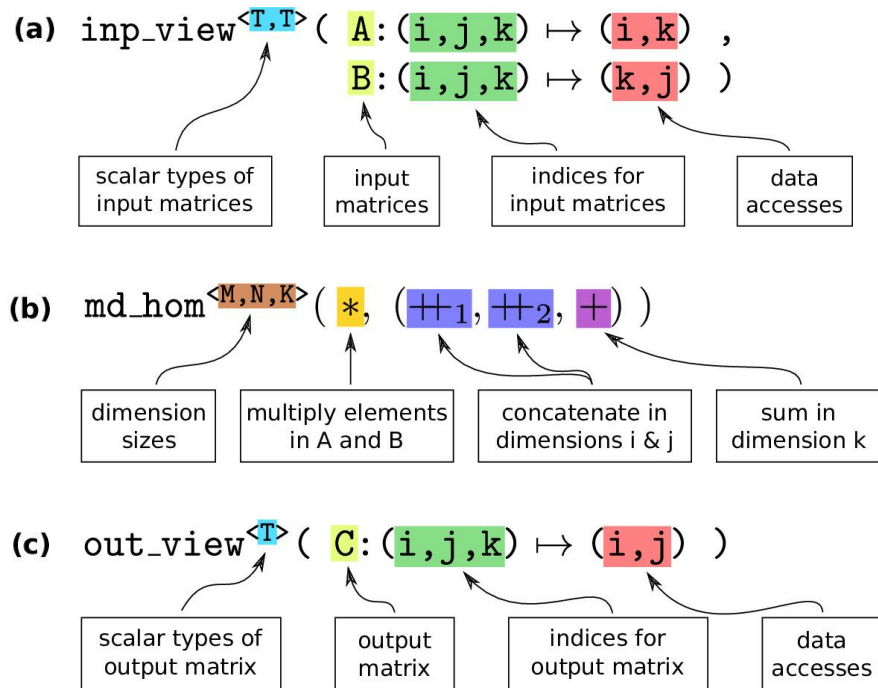 (a) inp_view<T,T> ( A:(i,j,k) ↦ (i,k) ,
B:(i,j,k) ↦ (k,j) )
scalar types of
input matrices
input
matrices
indices for
input matrices
data
accesses
(b) md_hom<M,N,K> ( *, (⧺1, ⧺2, +) )
dimension
sizes
multiply elements
in A and B
concatenate in
dimensions i & j
sum in
dimension k
(c) out_view<T> ( C:(i,j,k) ↦ (i,j) )
scalar types of
output matrix
output
matrix
indices for
output matrix
data
accesses